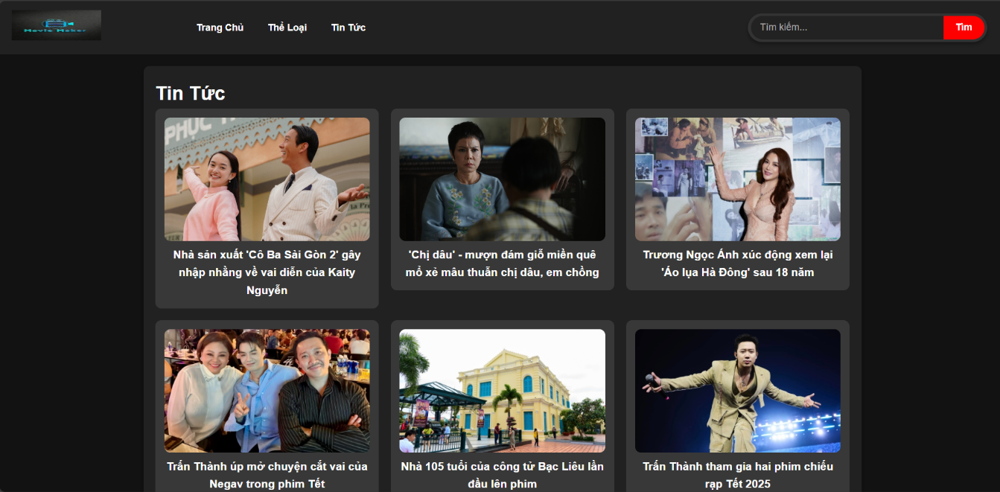 Movie Maker
Trang Chủ
Thể Loại
Tin Tức
Tìm kiếm...
Tìm
Tin Tức
PHÚC
Nhà sản xuất 'Cô Ba Sài Gòn 2' gây
nhập nhằng về vai diễn của Kaity
Nguyễn
'Chị dâu' - mượn đám giỗ miền quê
mổ xẻ mâu thuẫn chị dâu, em chồng
Trương Ngọc Ánh xúc động xem lại
'Áo lụa Hà Đông' sau 18 năm
Trấn Thành úp mở chuyện cắt vai của
Negav trong phim Tết
Nhà 105 tuổi của công tử Bạc Liêu lần
đầu lên phim
Trấn Thành tham gia hai phim chiếu
rạp Tết 2025